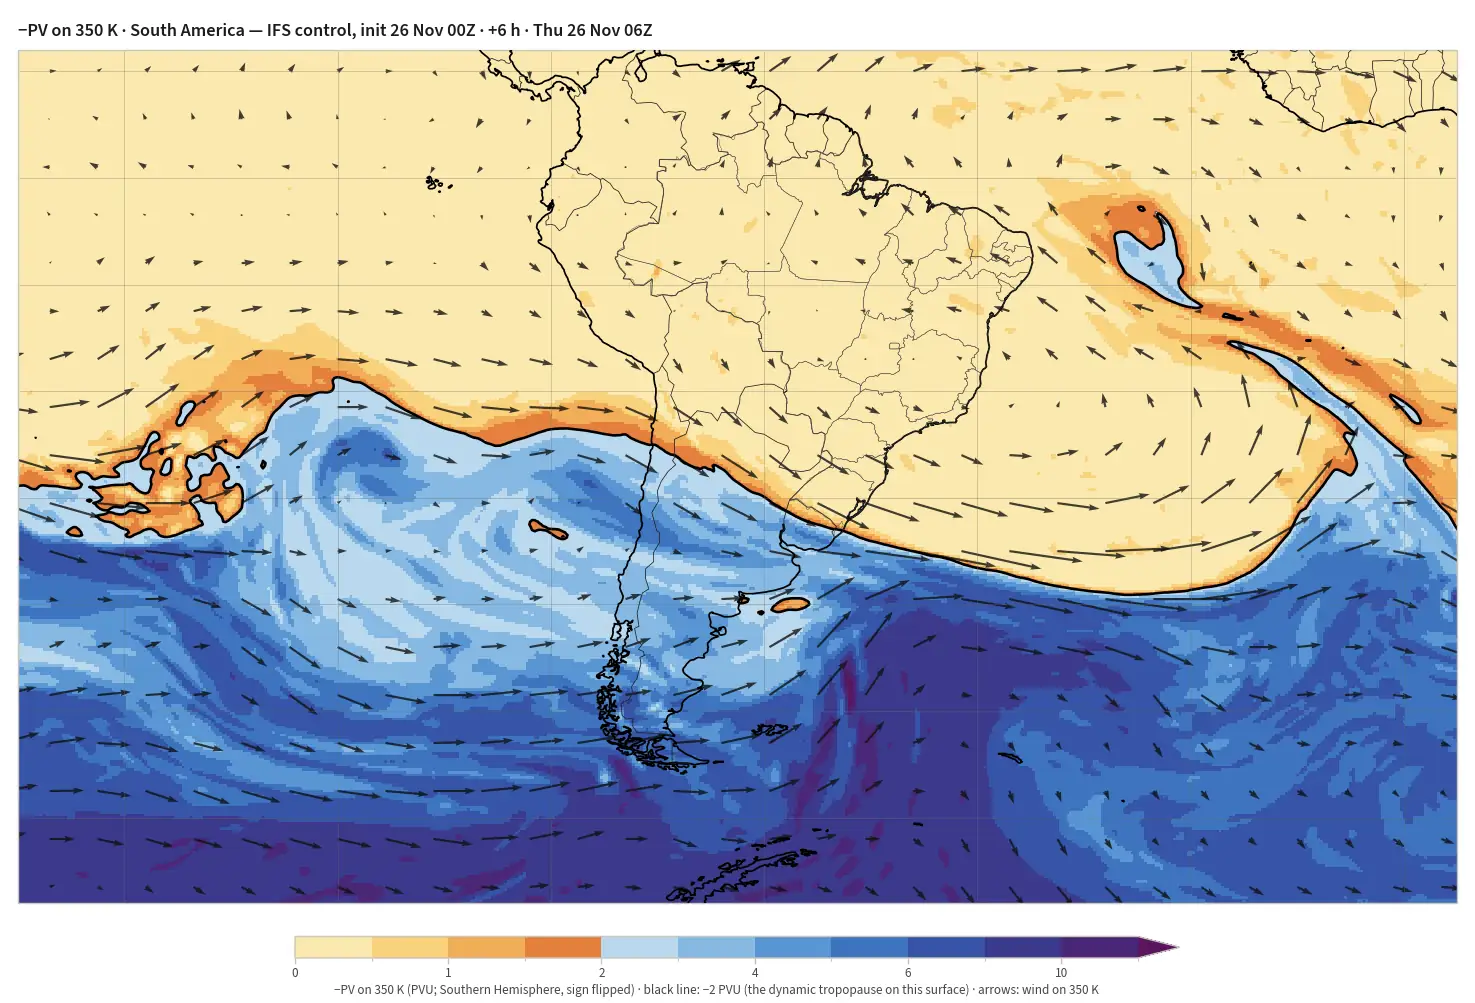 −PV on 350 K · South America — IFS control, init 26 Nov 00Z · +6 h · Thu 26 Nov 06Z
0 1 2 4 6 10
−PV on 350 K (PVU; Southern Hemisphere, sign flipped) · black line: −2 PVU (the dynamic tropopause on this surface) · arrows: wind on 350 K